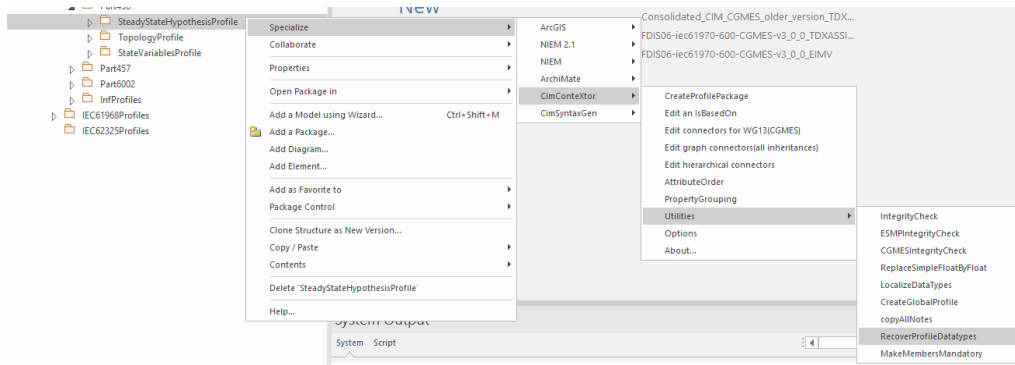 New
Part456
SteadyStateHypothesisProfile
TopologyProfile
StateVariablesProfile
Part457
Part6002
InfProfiles
IEC61968Profiles
IEC62325Profiles
Specialize
Collaborate
Properties
Open Package in
Add a Model using Wizard... Ctrl+Shift+M
Add a Package...
Add Diagram...
Add Element...
Add as Favorite to
Package Control
Clone Structure as New Version...
Copy / Paste
Contents
Delete 'SteadyStateHypothesisProfile'
Help...
ArcGIS
NIEM 2.1
NIEM
ArchiMate
CimConteXtor
CimSyntaxGen
Consolidated_CIM_CGMES_older_version_TDX...
FDIS06-iec61970-600-CGMES-v3_0_0_TDXASSI...
FDIS06-iec61970-600-CGMES-v3_0_0_EIMV
CreateProfilePackage
Edit an IsBasedOn
Edit connectors for WG13(CGMES)
Edit graph connectors(all inheritances)
Edit hierarchical connectors
AttributeOrder
PropertyGrouping
Utilities
Options
About...
IntegrityCheck
ESMPIntegrityCheck
CGMESIntegrityCheck
ReplaceSimpleFloatByFloat
LocalizeDataTypes
CreateGlobalProfile
copyAllNotes
RecoverProfileDatatypes
MakeMembersMandatory
System Output
System Script